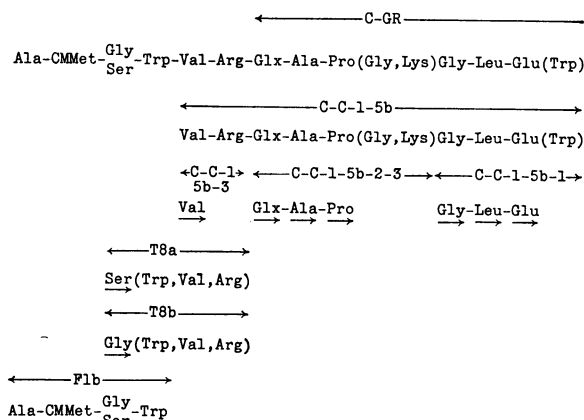 C-GR
Ala-CMMet-Gly/Ser-Trp-Val-Arg-Glx-Ala-Pro(Gly,Lys)Gly-Leu-Glu(Trp)
C-C-1-5b
Val-Arg-Glx-Ala-Pro(Gly,Lys)Gly-Leu-Glu(Trp)
C-C-1 C-C-1-5b-2-3 C-C-1-5b-1
5b-3
Val Glx-Ala-Pro Gly-Leu-Glu
T8a
Ser(Trp,Val,Arg)
T8b
Gly(Trp,Val,Arg)
F1b
Ala-CMMet-Gly/Ser-Trp